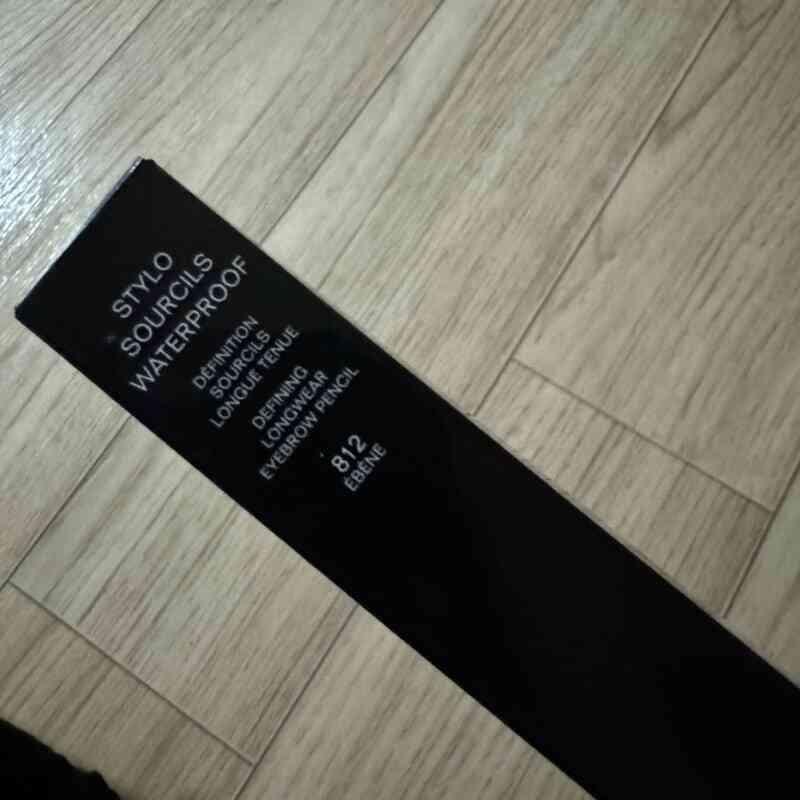 STYLO
SOURCILS
WATERPROOF
DÉFINITION
SOURCILS
LONGUE TENUE
DEFINING
LONGWEAR
EYEBROW PENCIL
812
ÉBÈNE